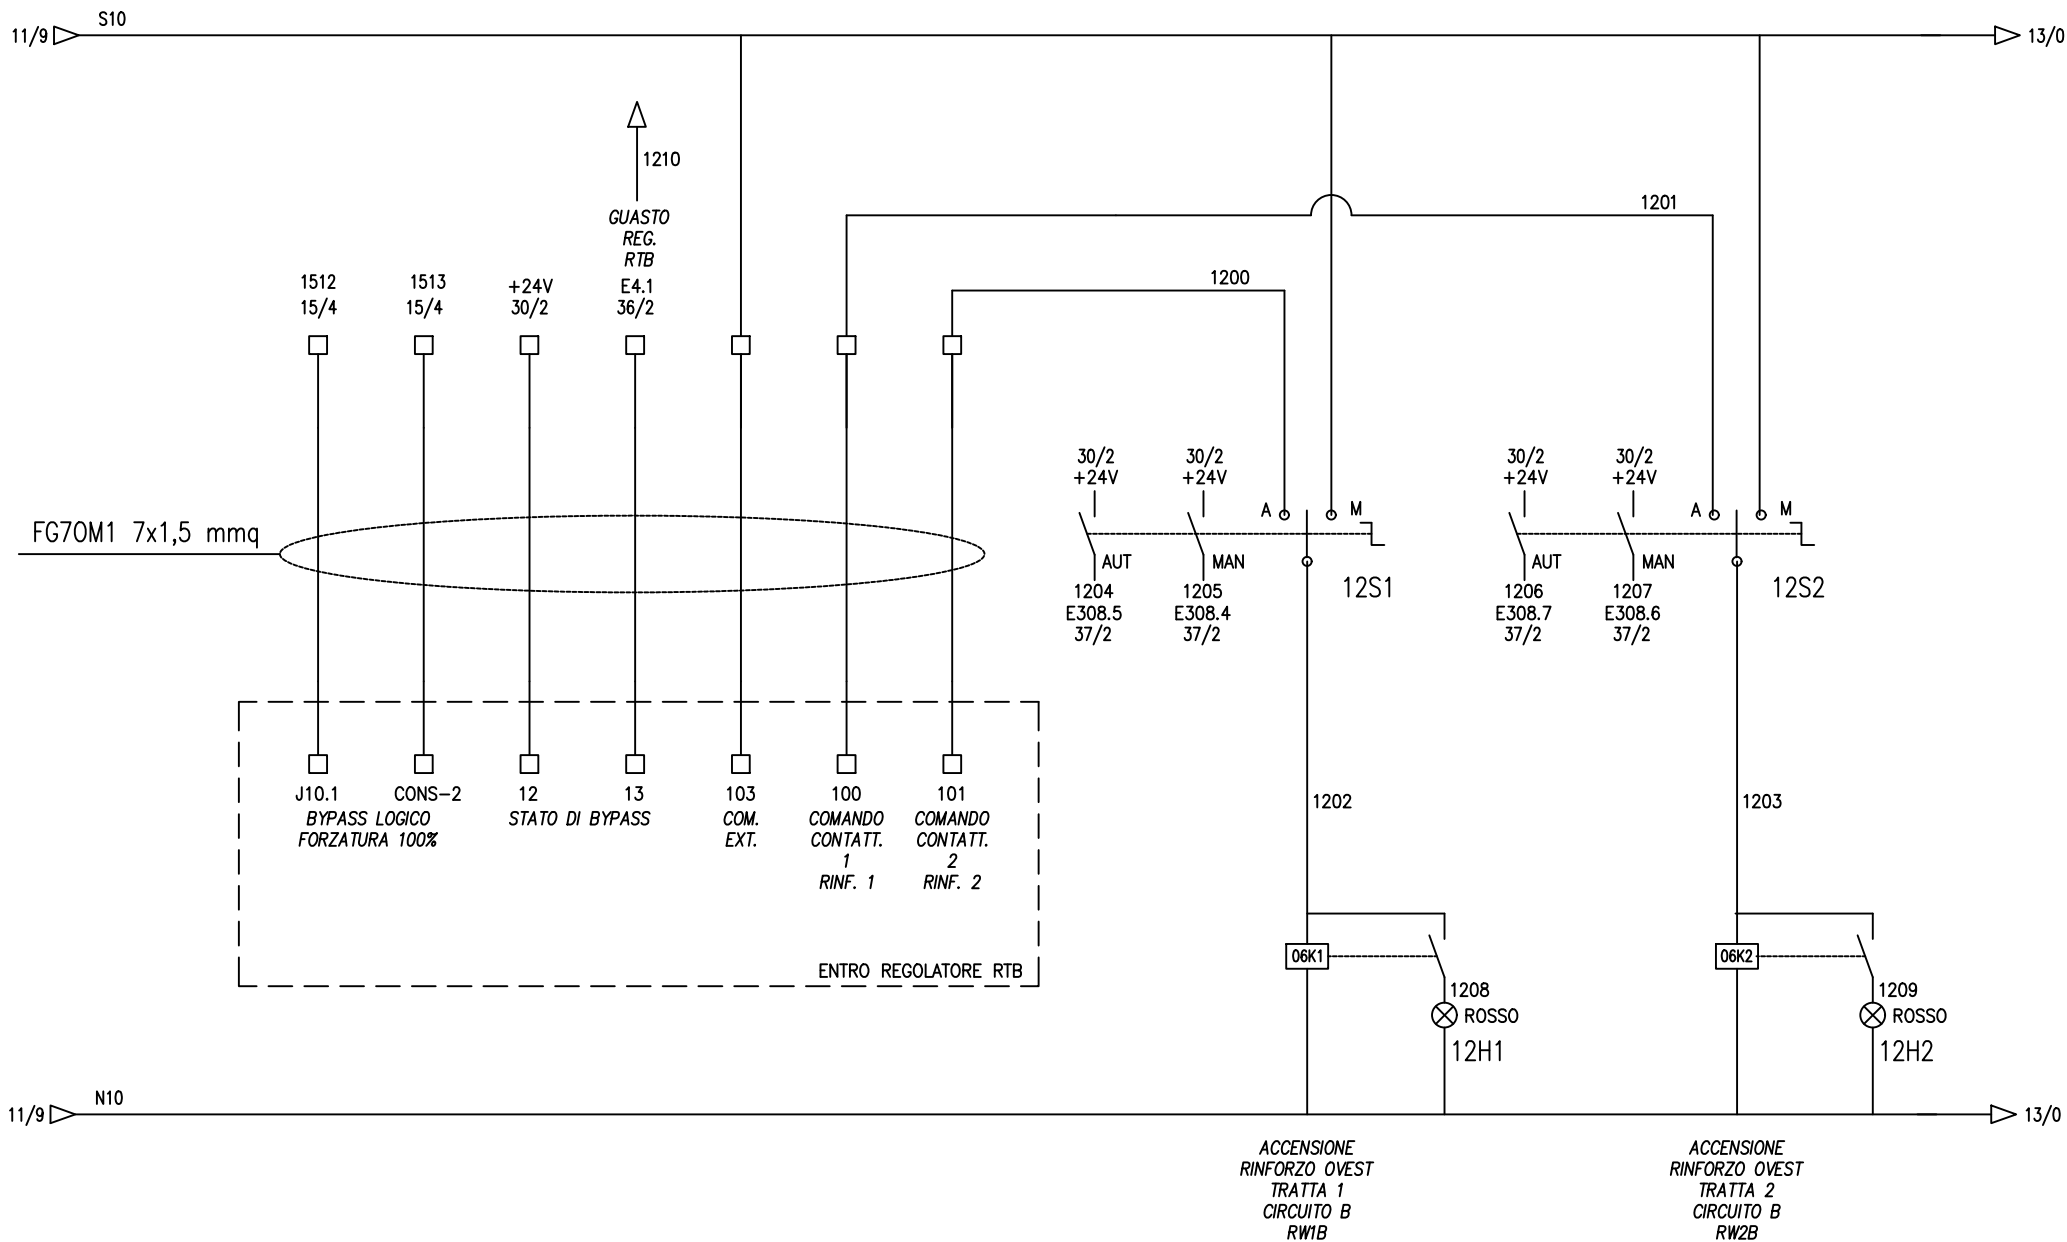 S10
11/9
13/0
1210
GUASTO
REG.
RTB
E4.1
36/2
1512
15/4
1513
15/4
+24V
30/2
1201
1200
FG7OM1 7x1,5 mmq
30/2
+24V
AUT
1204
E308.5
37/2
30/2
+24V
MAN
1205
E308.4
37/2
A
M
12S1
30/2
+24V
AUT
1206
E308.7
37/2
30/2
+24V
MAN
1207
E308.6
37/2
A
M
12S2
J10.1
CONS-2
BYPASS LOGICO
FORZATURA 100%
12
13
STATO DI BYPASS
103
COM.
EXT.
100
COMANDO
CONTATT.
1
RINF. 1
101
COMANDO
CONTATT.
2
RINF. 2
ENTRO REGOLATORE RTB
1202
06K1
1208
ROSSO
12H1
1203
06K2
1209
ROSSO
12H2
N10
11/9
13/0
ACCENSIONE
RINFORZO OVEST
TRATTA 1
CIRCUITO B
RW1B
ACCENSIONE
RINFORZO OVEST
TRATTA 2
CIRCUITO B
RW2B